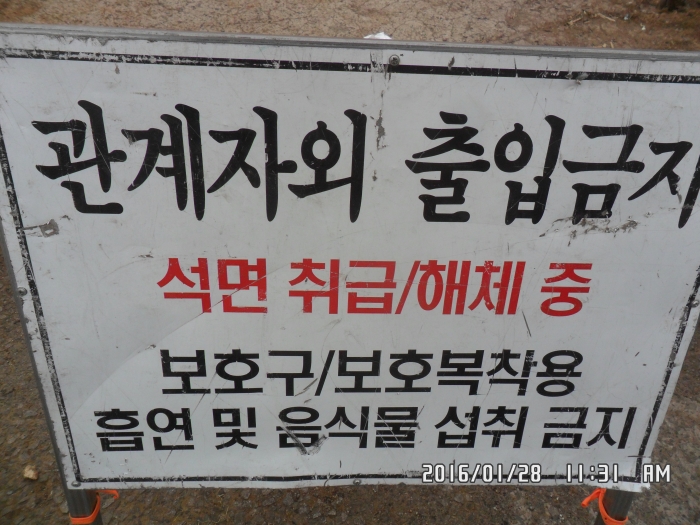 관계자외 출입금지
석면 취급/해체 중
보호구/보호복착용
흡연 및 음식물 섭취 금지
2016/01/28 11:31 AM